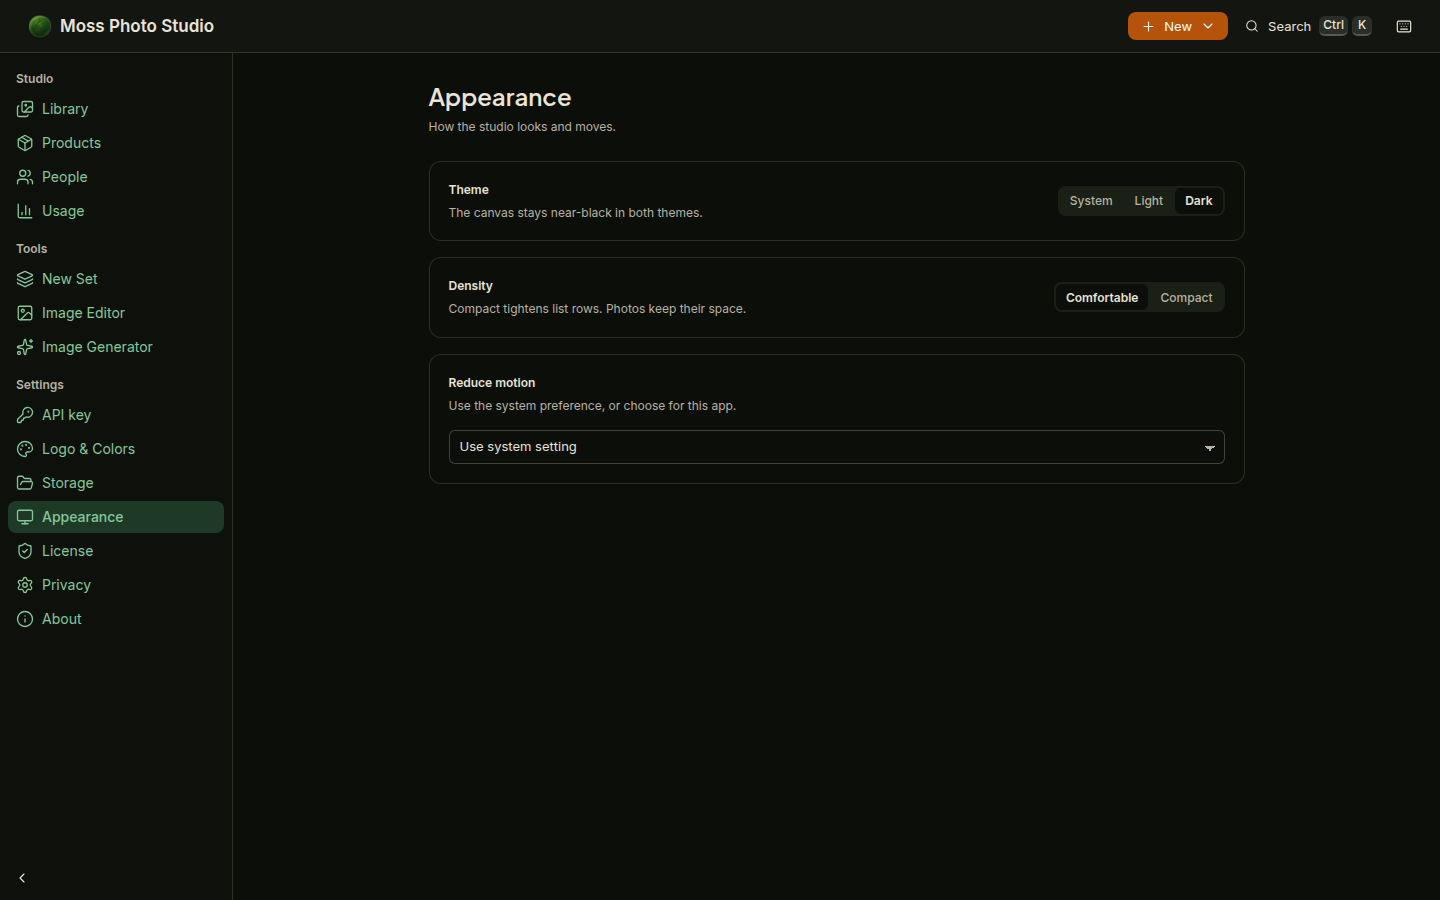 Moss Photo Studio
New
Search Ctrl K
Studio
Library
Products
People
Usage
Tools
New Set
Image Editor
Image Generator
Settings
API key
Logo & Colors
Storage
Appearance
License
Privacy
About
Appearance
How the studio looks and moves.
Theme
The canvas stays near-black in both themes.
System Light Dark
Density
Compact tightens list rows. Photos keep their space.
Comfortable Compact
Reduce motion
Use the system preference, or choose for this app.
Use system setting